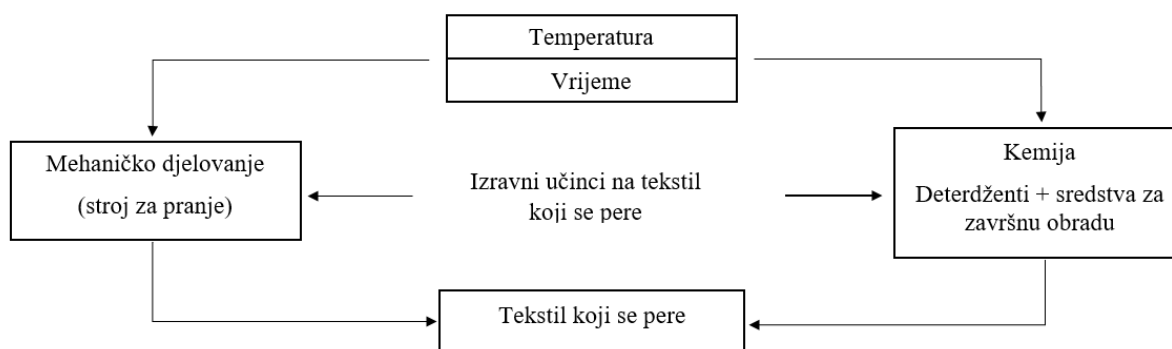 Temperatura
Vrijeme
Mehaničko djelovanje
(stroj za pranje)
Izravni učinci na tekstil
koji se pere
Kemija
Deterdženti + sredstva za
završnu obradu
Tekstil koji se pere